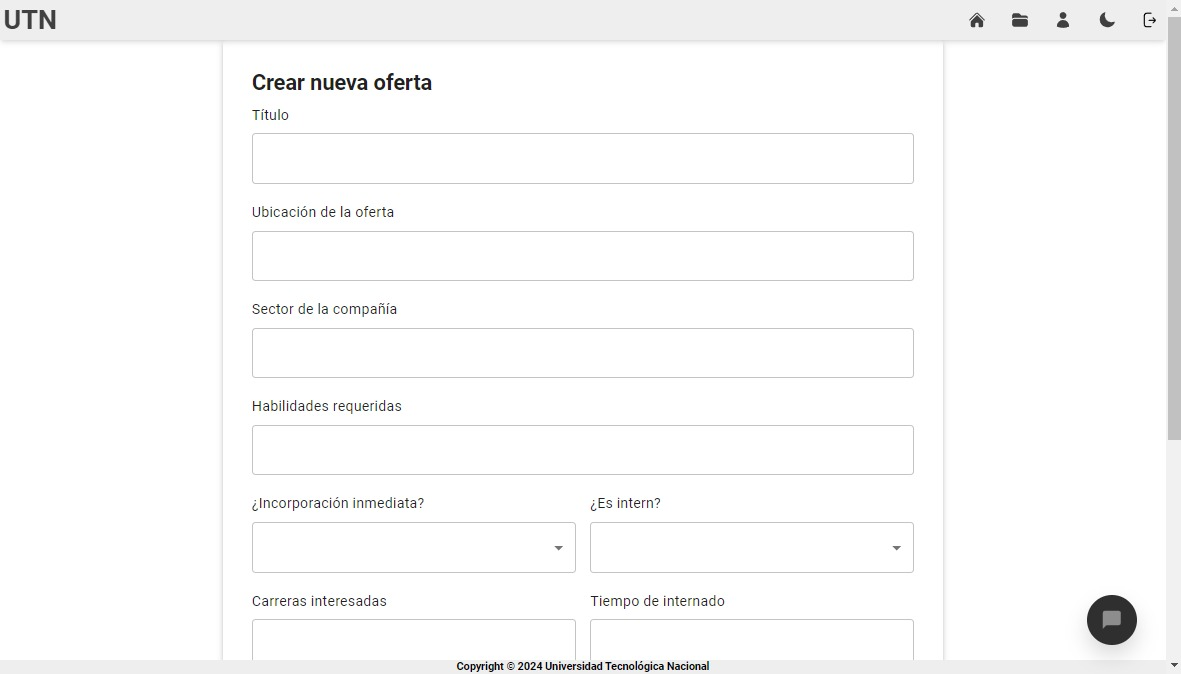 UTN
Crear nueva oferta
Título
Ubicación de la oferta
Sector de la compañía
Habilidades requeridas
¿Incorporación inmediata? ¿Es intern?
Carreras interesadas Tiempo de internado
Copyright © 2024 Universidad Tecnológica Nacional